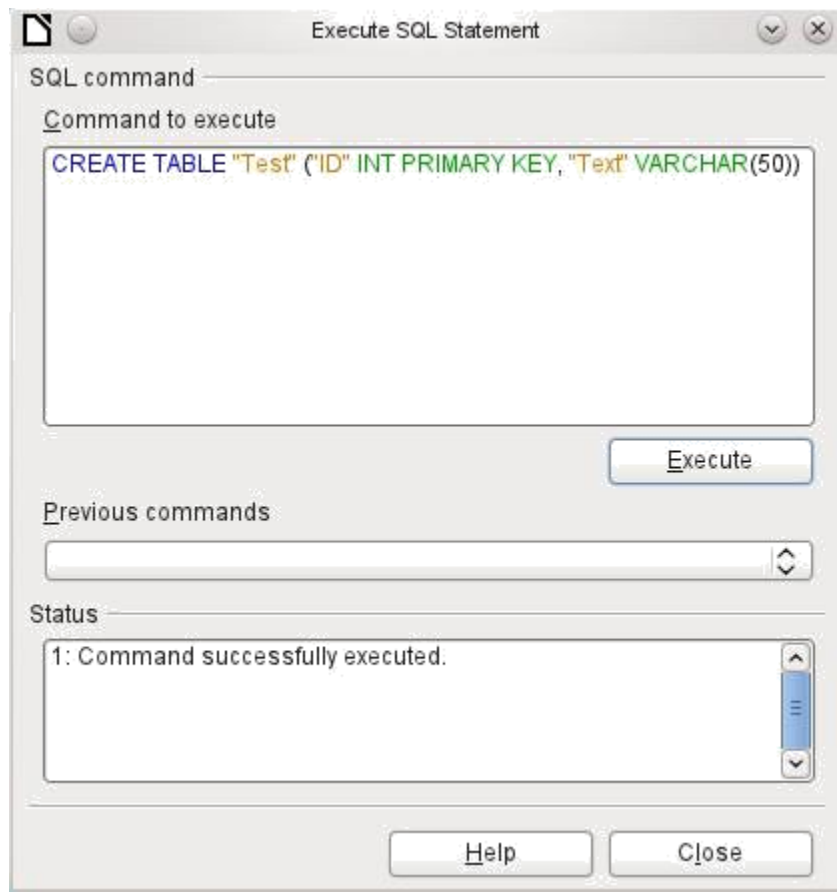 Execute SQL Statement
SQL command
Command to execute
CREATE TABLE "Test" ("ID" INT PRIMARY KEY, "Text" VARCHAR(50))
Execute
Previous commands
Status
1: Command successfully executed.
Help
Close